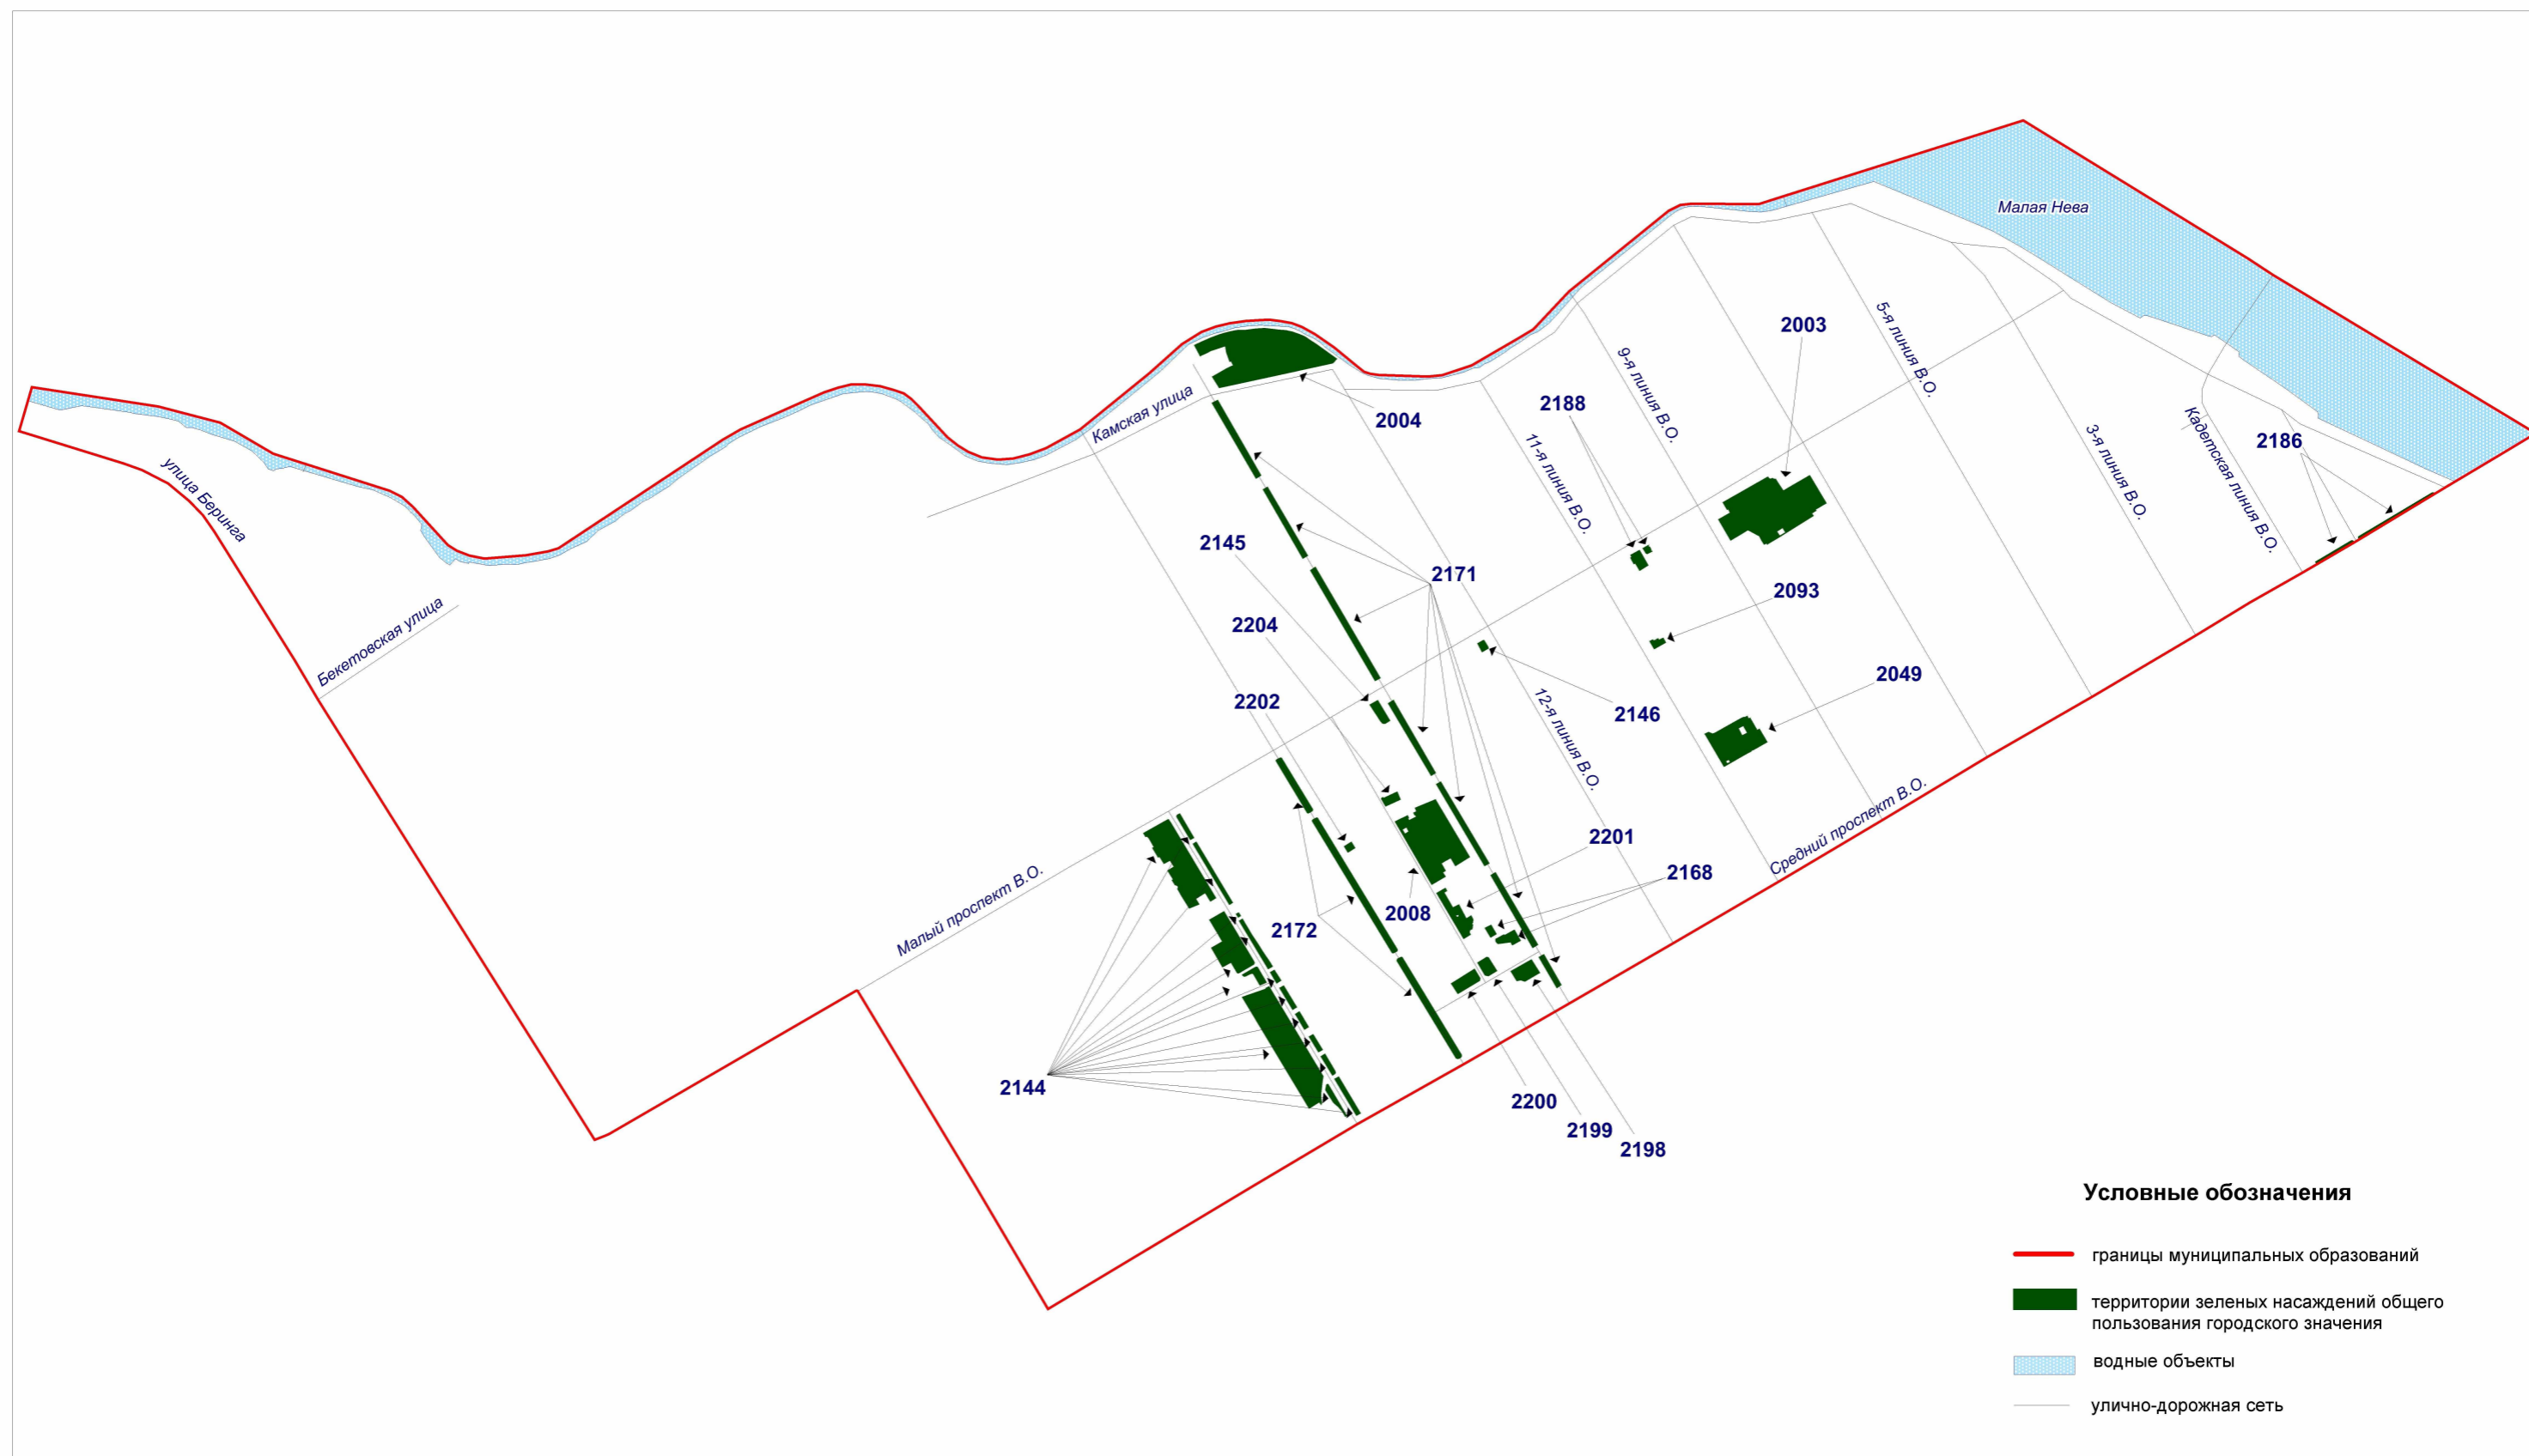 Малая Нева
2003
5-я линия В.О.
9-я линия В.О.
Камская улица
2004
2188
11-я линия В.О.
3-я линия В.О.
Кадетская линия В.О.
2186
улица Беринга
2145
2171
2093
Бекетовская улица
2204
2049
2202
12-я линия В.О.
2146
Средний проспект В.О.
2201
2168
Малый проспект В.О.
2008
2172
2144
2200
2199
2198
Условные обозначения
границы муниципальных образований
территории зеленых насаждений общего
пользования городского значения
водные объекты
улично-дорожная сеть